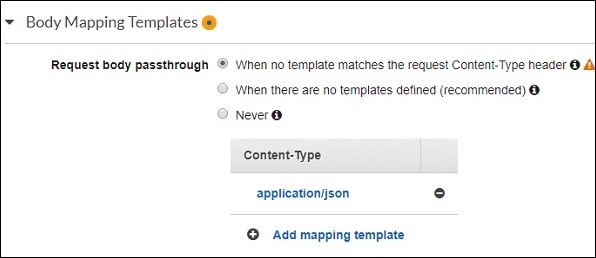 Body Mapping Templates
Request body passthrough When no template matches the request Content-Type header
When there are no templates defined (recommended)
Never
Content-Type
application/json
Add mapping template